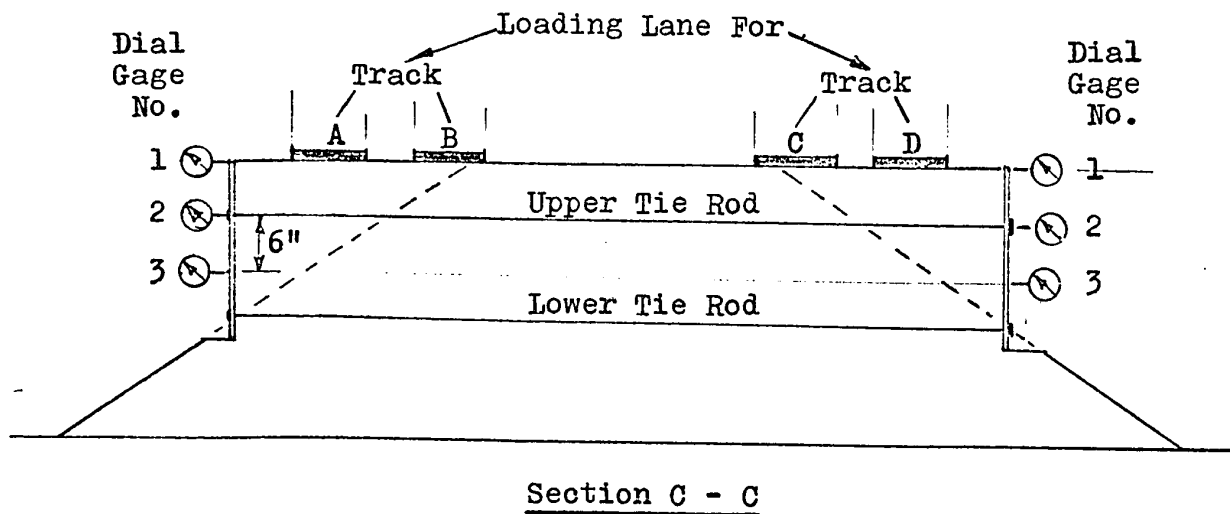 Loading Lane For
Dial
Gage
No.
Track
Track
Dial
Gage
No.
A
B
C
D
1
1
2
Upper Tie Rod
2
6"
3
3
Lower Tie Rod
Section C - C